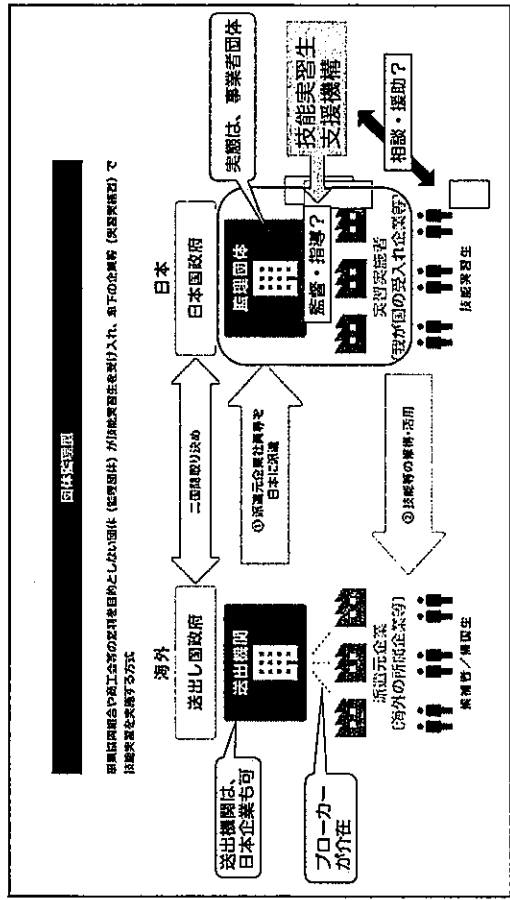 団体監理型
事業協同組合や商工会等の営利を目的としない団体(監理団体)が技能実習生を受け入れ、傘下の企業等(実習実施者)で
技能実習を実施する方式
海外
送出し国政府
送出機関
送出機関は、
日本企業も可
ブローカー
が介在
派遣元企業
(海外の所属企業等)
候補者/帰国生
二国間取り決め
①派遣元企業社員等を
日本に派遣
②技能等の修得・活用
日本
日本国政府
監理団体
実態は、事業者団体
監督・指導?
技能実習生
支援機構
実習実施者
(我が国の受入れ企業等)
相談・援助?
技能実習生